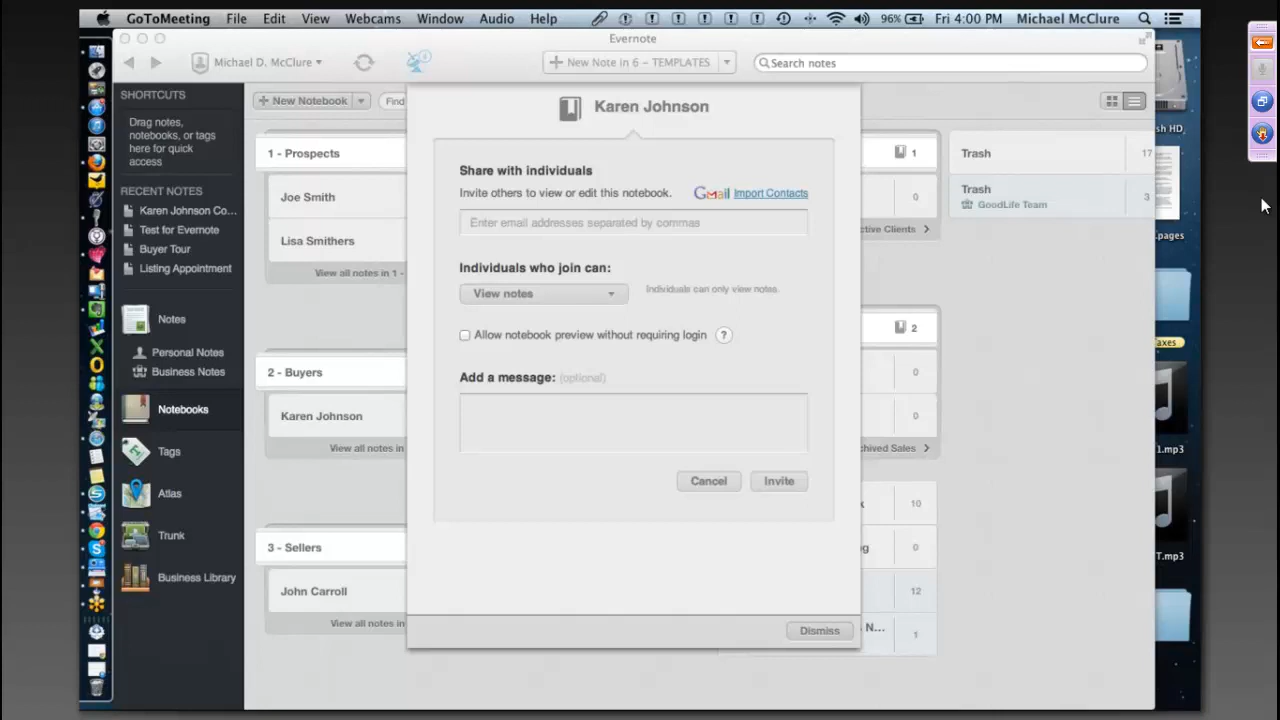 GoToMeeting File Edit View Webcams Window Audio Help 96% Fri 4:00 PM Michael McClure
Evernote
Michael D. McClure
New Note in 6 – TEMPLATES
Search notes
SHORTCUTS
Drag notes,
notebooks, or tags
here for quick
access
RECENT NOTES
Karen Johnson Co...
Test for Evernote
Buyer Tour
Listing Appointment
Notes
Personal Notes
Business Notes
Notebooks
Tags
Atlas
Trunk
Business Library
New Notebook
Find
1 - Prospects
Joe Smith
Lisa Smithers
View all notes in 1 -
2 - Buyers
Karen Johnson
View all notes in
3 - Sellers
John Carroll
View all notes in
Karen Johnson
Share with individuals
Invite others to view or edit this notebook.
Gmail Import Contacts
Enter email addresses separated by commas
Individuals who join can:
View notes
Individuals can only view notes.
Allow notebook preview without requiring login ?
Add a message: (optional)
Cancel
Invite
Dismiss
1
0
ctive Clients
2
0
0
chived Sales
x 10
g 0
12
N... 1
Trash 17
Trash 3
GoodLife Team
sh HD
.pages
axes
1.mp3
T.mp3